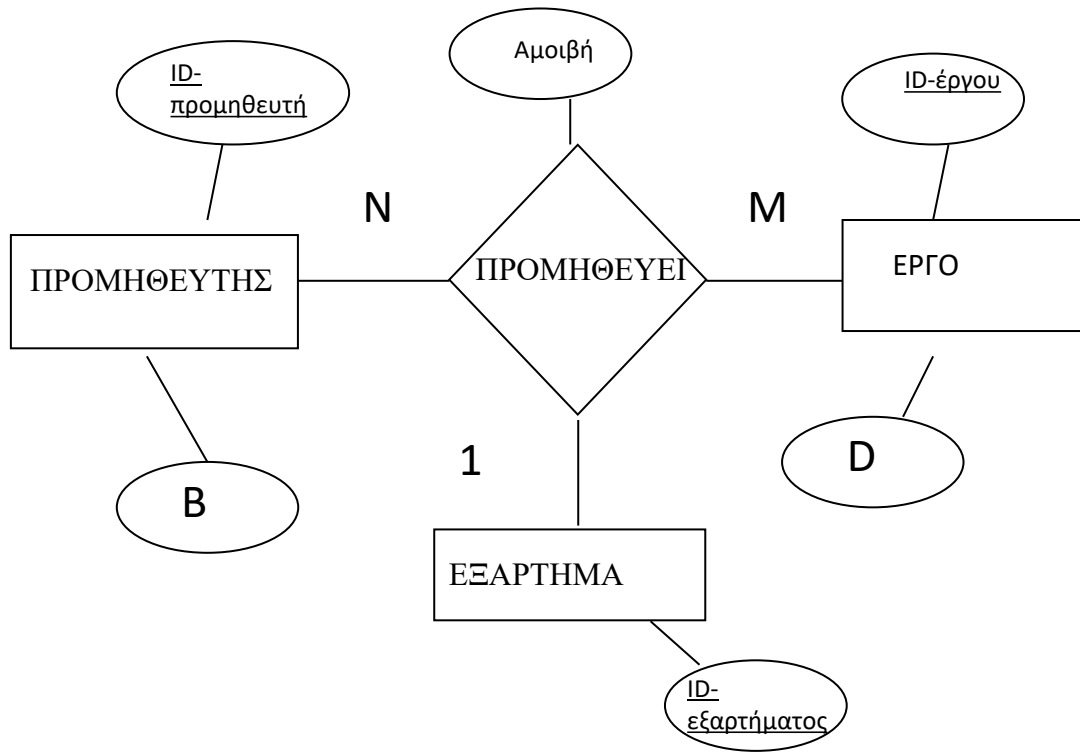 Αμοιβή
ID-
προμηθευτή
ID-έργου
N
M
ΠΡΟΜΗΘΕΥΤΗΣ
ΠΡΟΜΗΘΕΥΕΙ
ΕΡΓΟ
B
1
D
ΕΞΑΡΤΗΜΑ
ID-
εξαρτήματος